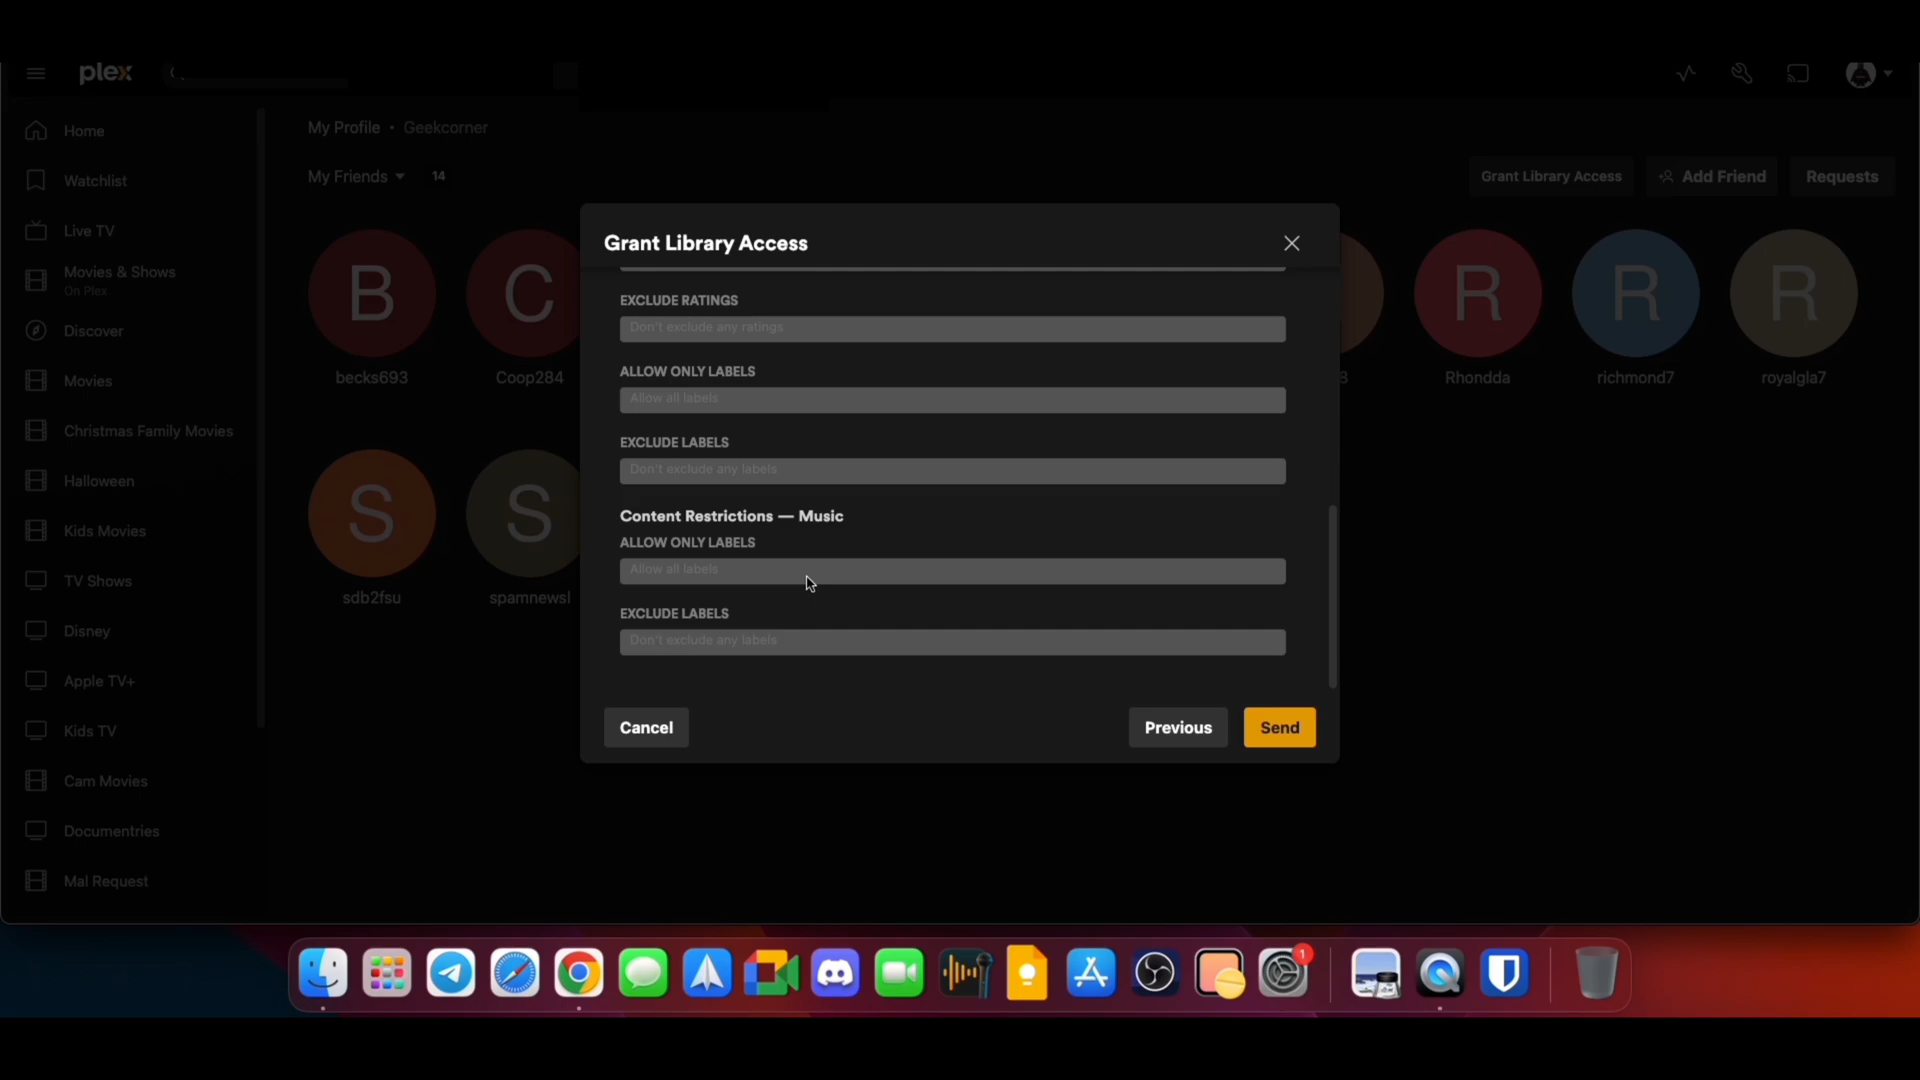 plex
Home
Watchlist
Live TV
Movies & Shows
On Plex
Discover
Movies
Christmas Family Movies
Halloween
Kids Movies
TV Shows
Disney
Apple TV+
Kids TV
Cam Movies
Documentries
Mal Request
My Profile • Geekcorner
My Friends 14
Grant Library Access
Add Friend
Requests
B
C
R
R
R
becks693
Coop284
8
Rhondda
richmond7
royalgla7
S
S
sdb2fsu
spamnewsl
Grant Library Access
EXCLUDE RATINGS
Don't exclude any ratings
ALLOW ONLY LABELS
Allow all labels
EXCLUDE LABELS
Don't exclude any labels
Content Restrictions — Music
ALLOW ONLY LABELS
Allow all labels
EXCLUDE LABELS
Don't exclude any labels
Cancel
Previous
Send
1